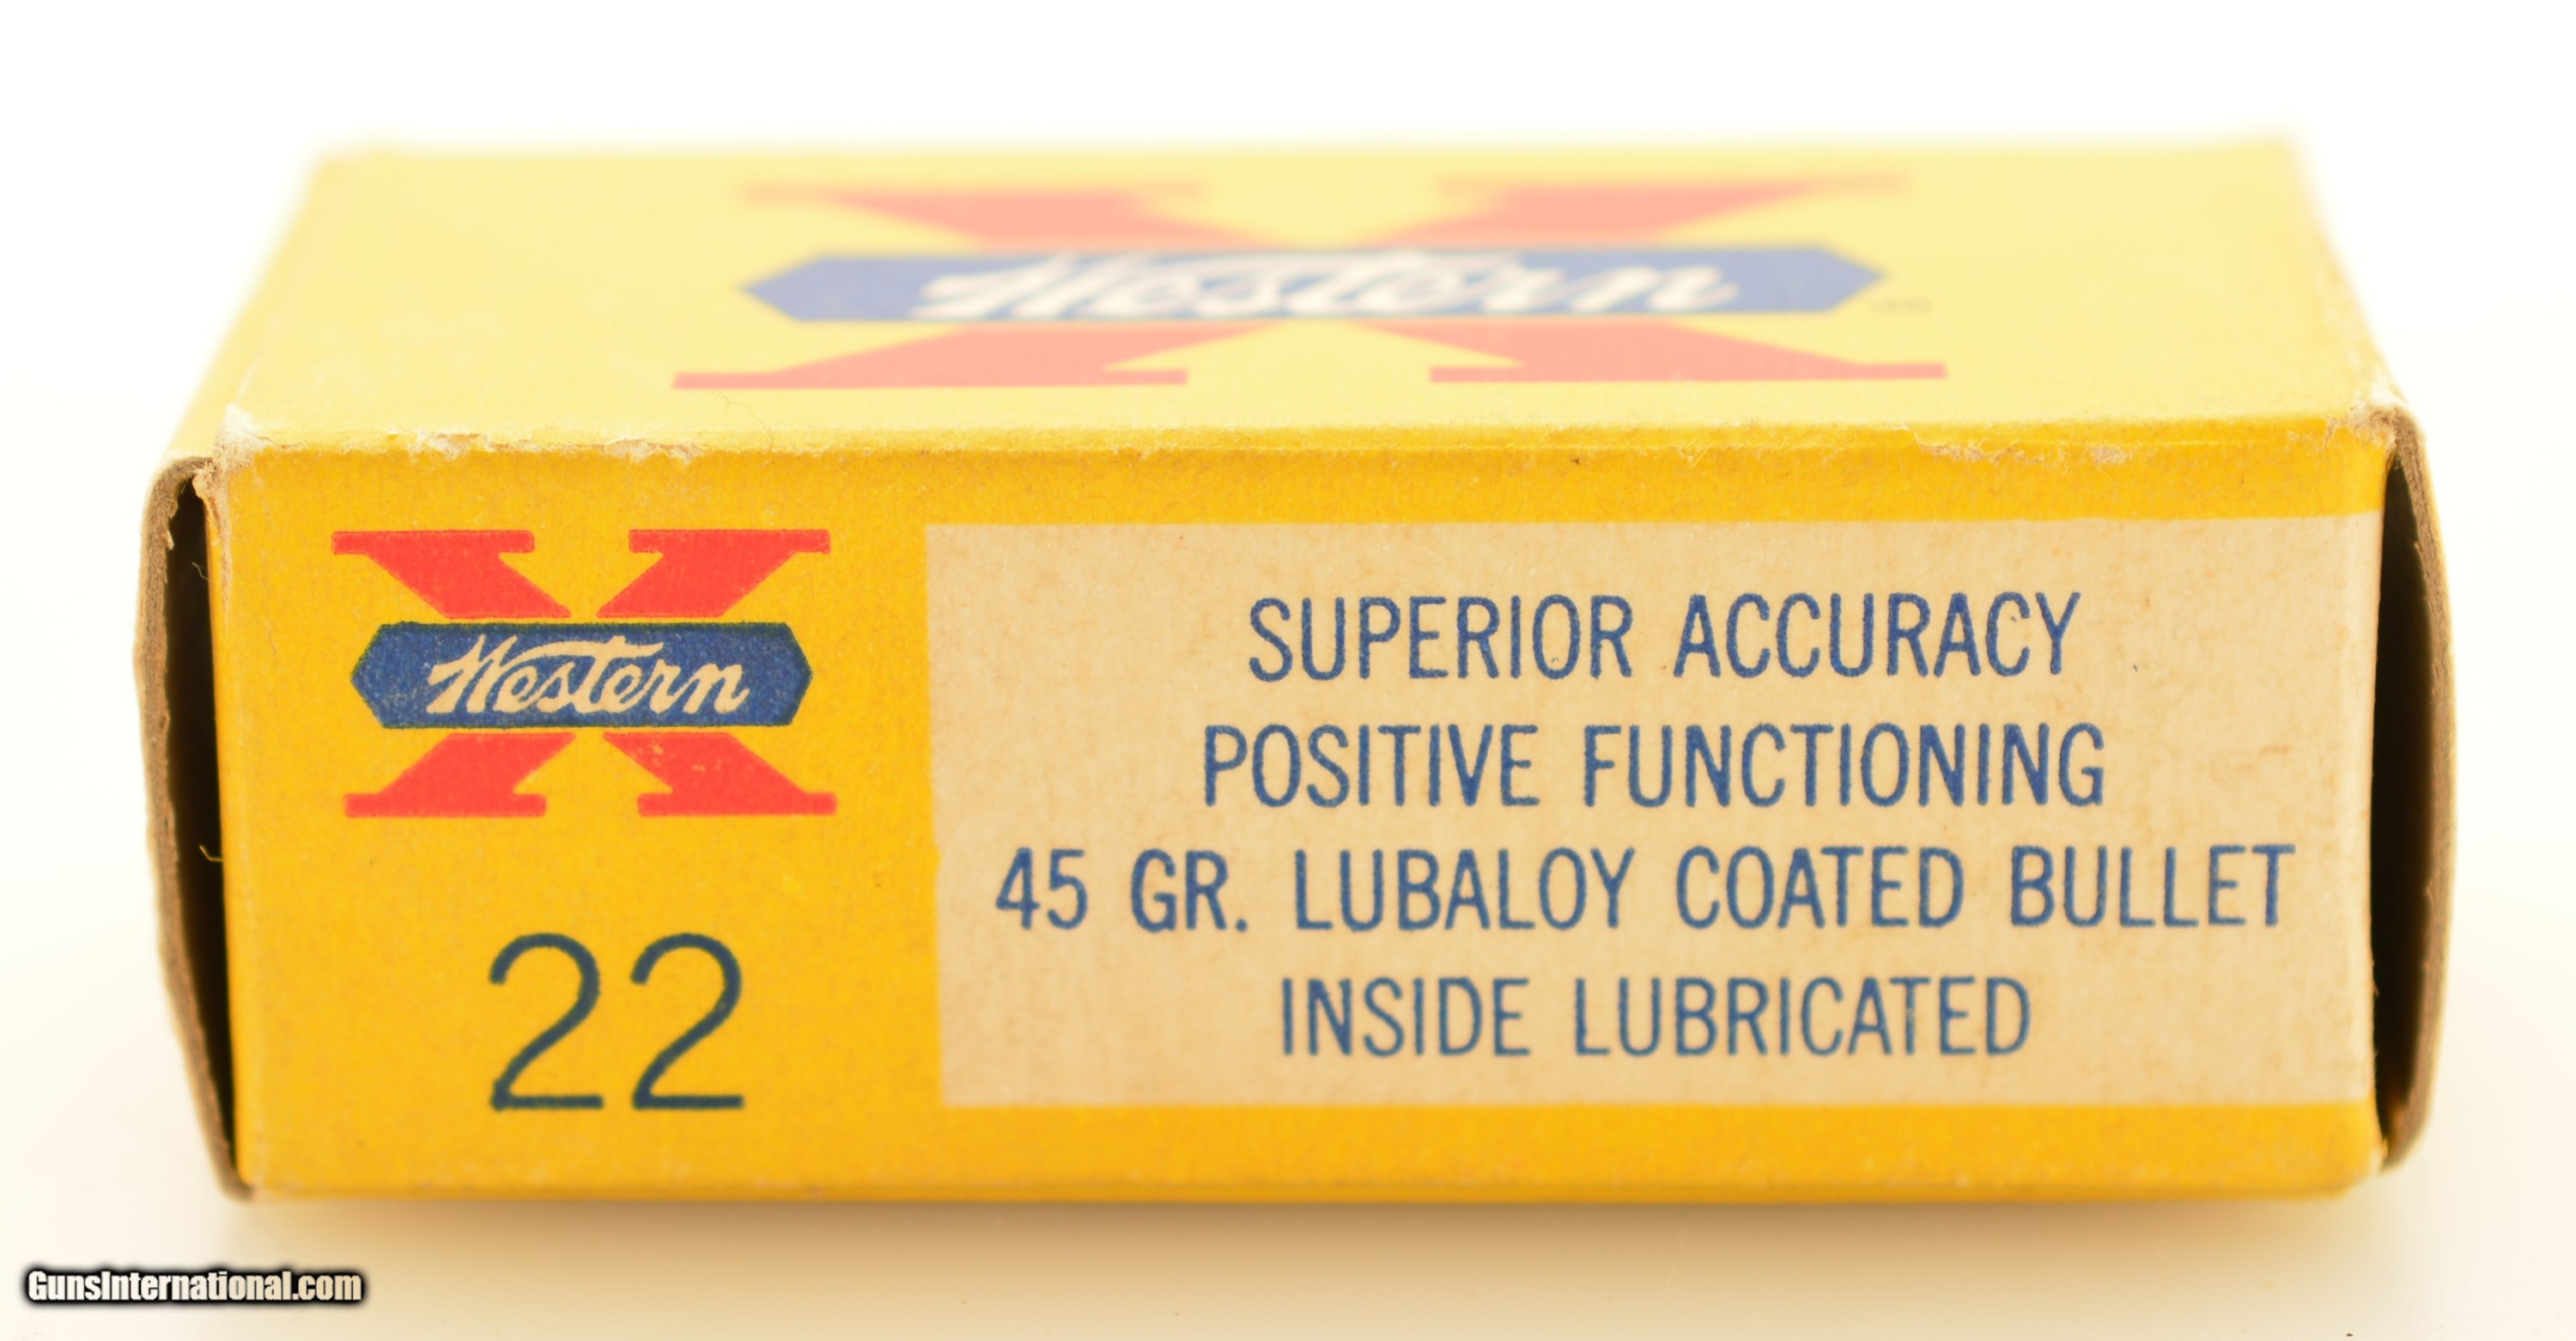 Western
X
Western
22
SUPERIOR ACCURACY
POSITIVE FUNCTIONING
45 GR. LUBALOY COATED BULLET
INSIDE LUBRICATED
GunsInternational.com